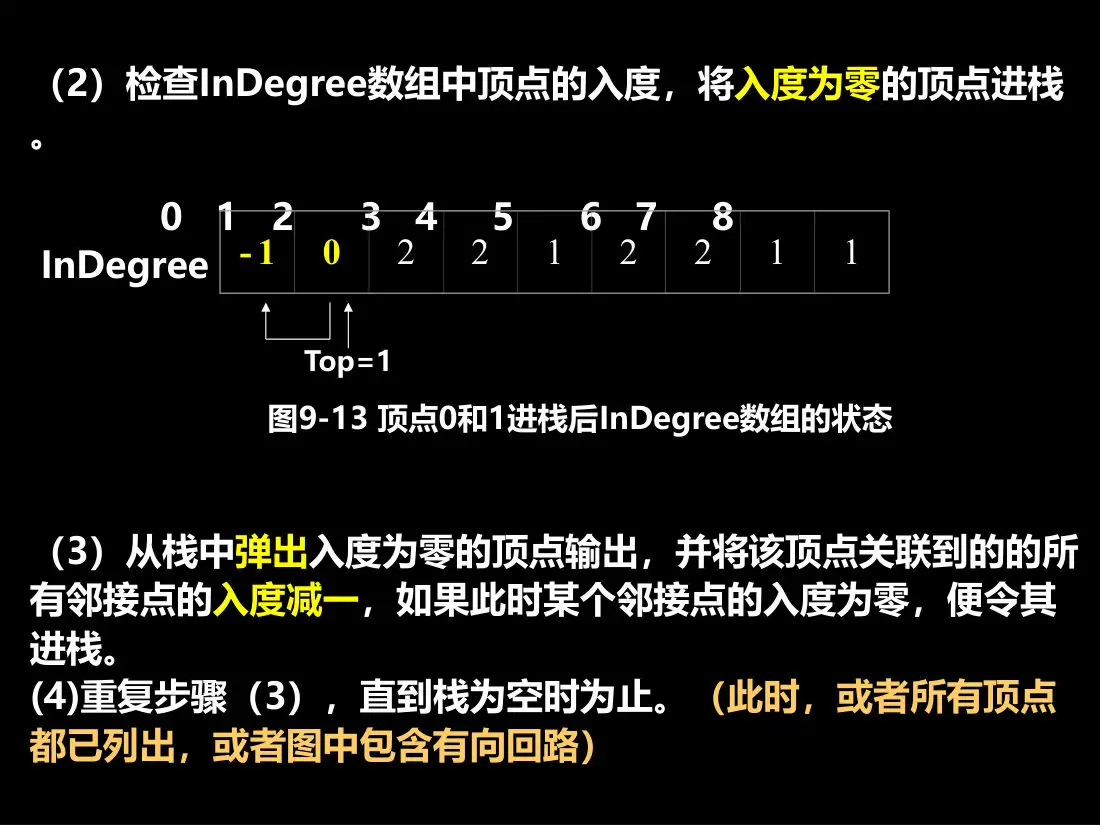 （2）检查InDegree数组中顶点的入度，将入度为零的顶点进栈
。
0 1 2 3 4 5 6 7 8
InDegree -1 0 2 2 1 2 2 1 1
Top=1
图9-13 顶点0和1进栈后InDegree数组的状态
（3）从栈中弹出入度为零的顶点输出，并将该顶点关联到的的所
有邻接点的入度减一，如果此时某个邻接点的入度为零，便令其
进栈。
(4)重复步骤（3），直到栈为空时为止。（此时，或者所有顶点
都已列出，或者图中包含有向回路）